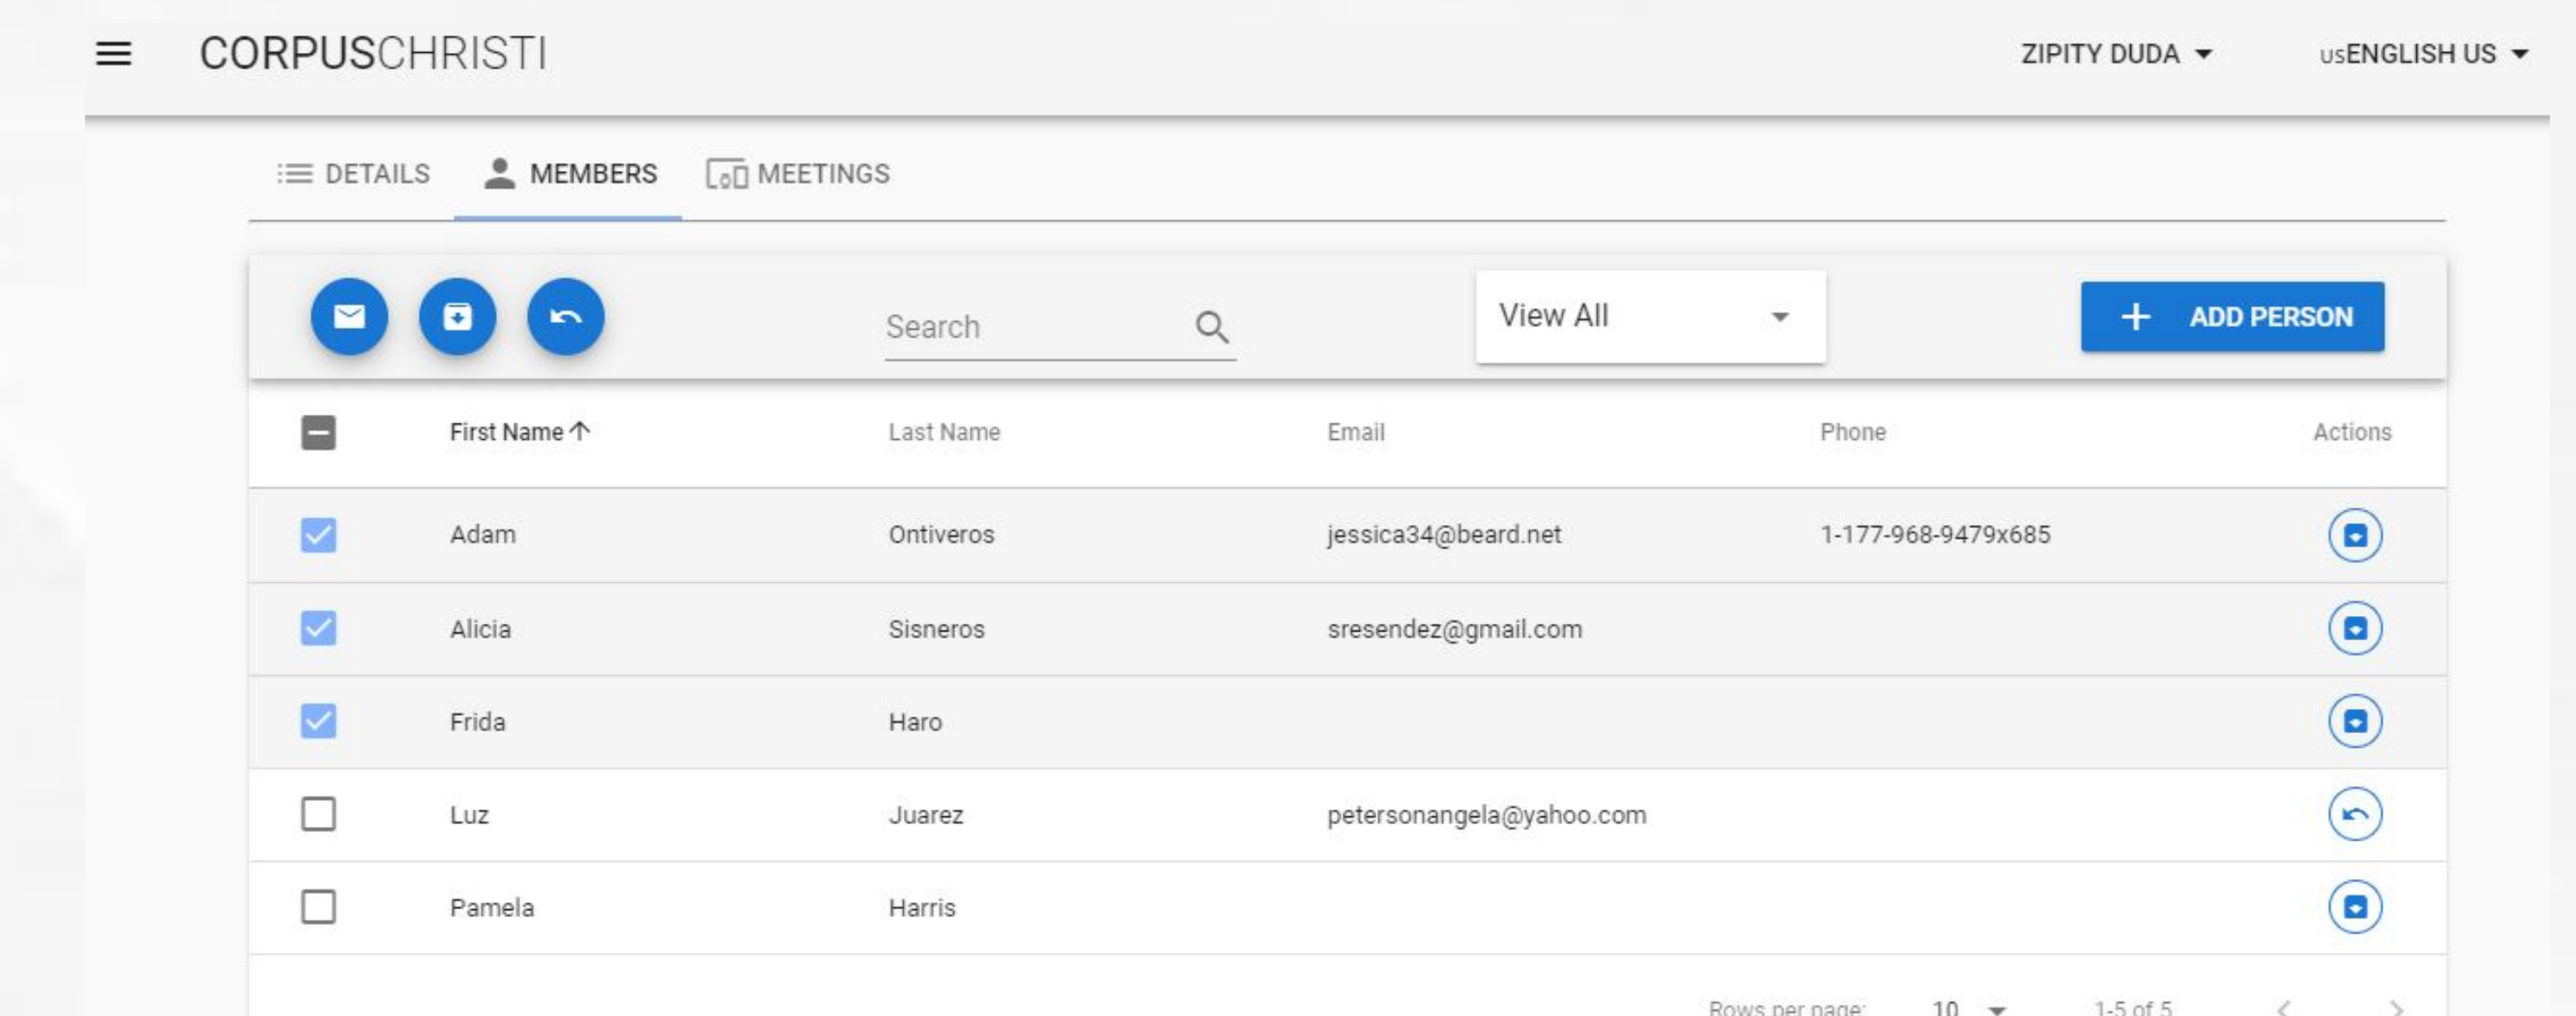 CORPUSCHRISTI ZIPITY DUDA USENGLISH US
DETAILS MEMBERS MEETINGS
Search View All ADD PERSON
First Name Last Name Email Phone Actions
Adam Ontiveros jessica34@beard.net 1-177-968-9479x685
Alicia Sisneros sresendez@gmail.com
Frida Haro
Luz Juarez petersonangela@yahoo.com
Pamela Harris
Rows per page: 10 1-5 of 5